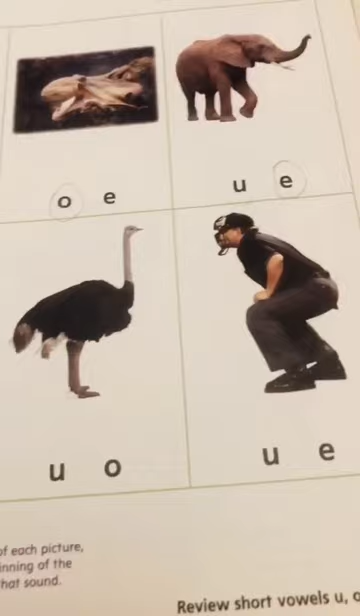 o e
u e
u o
u e
of each picture,
inning of the
hat sound.
Review short vowels u, o